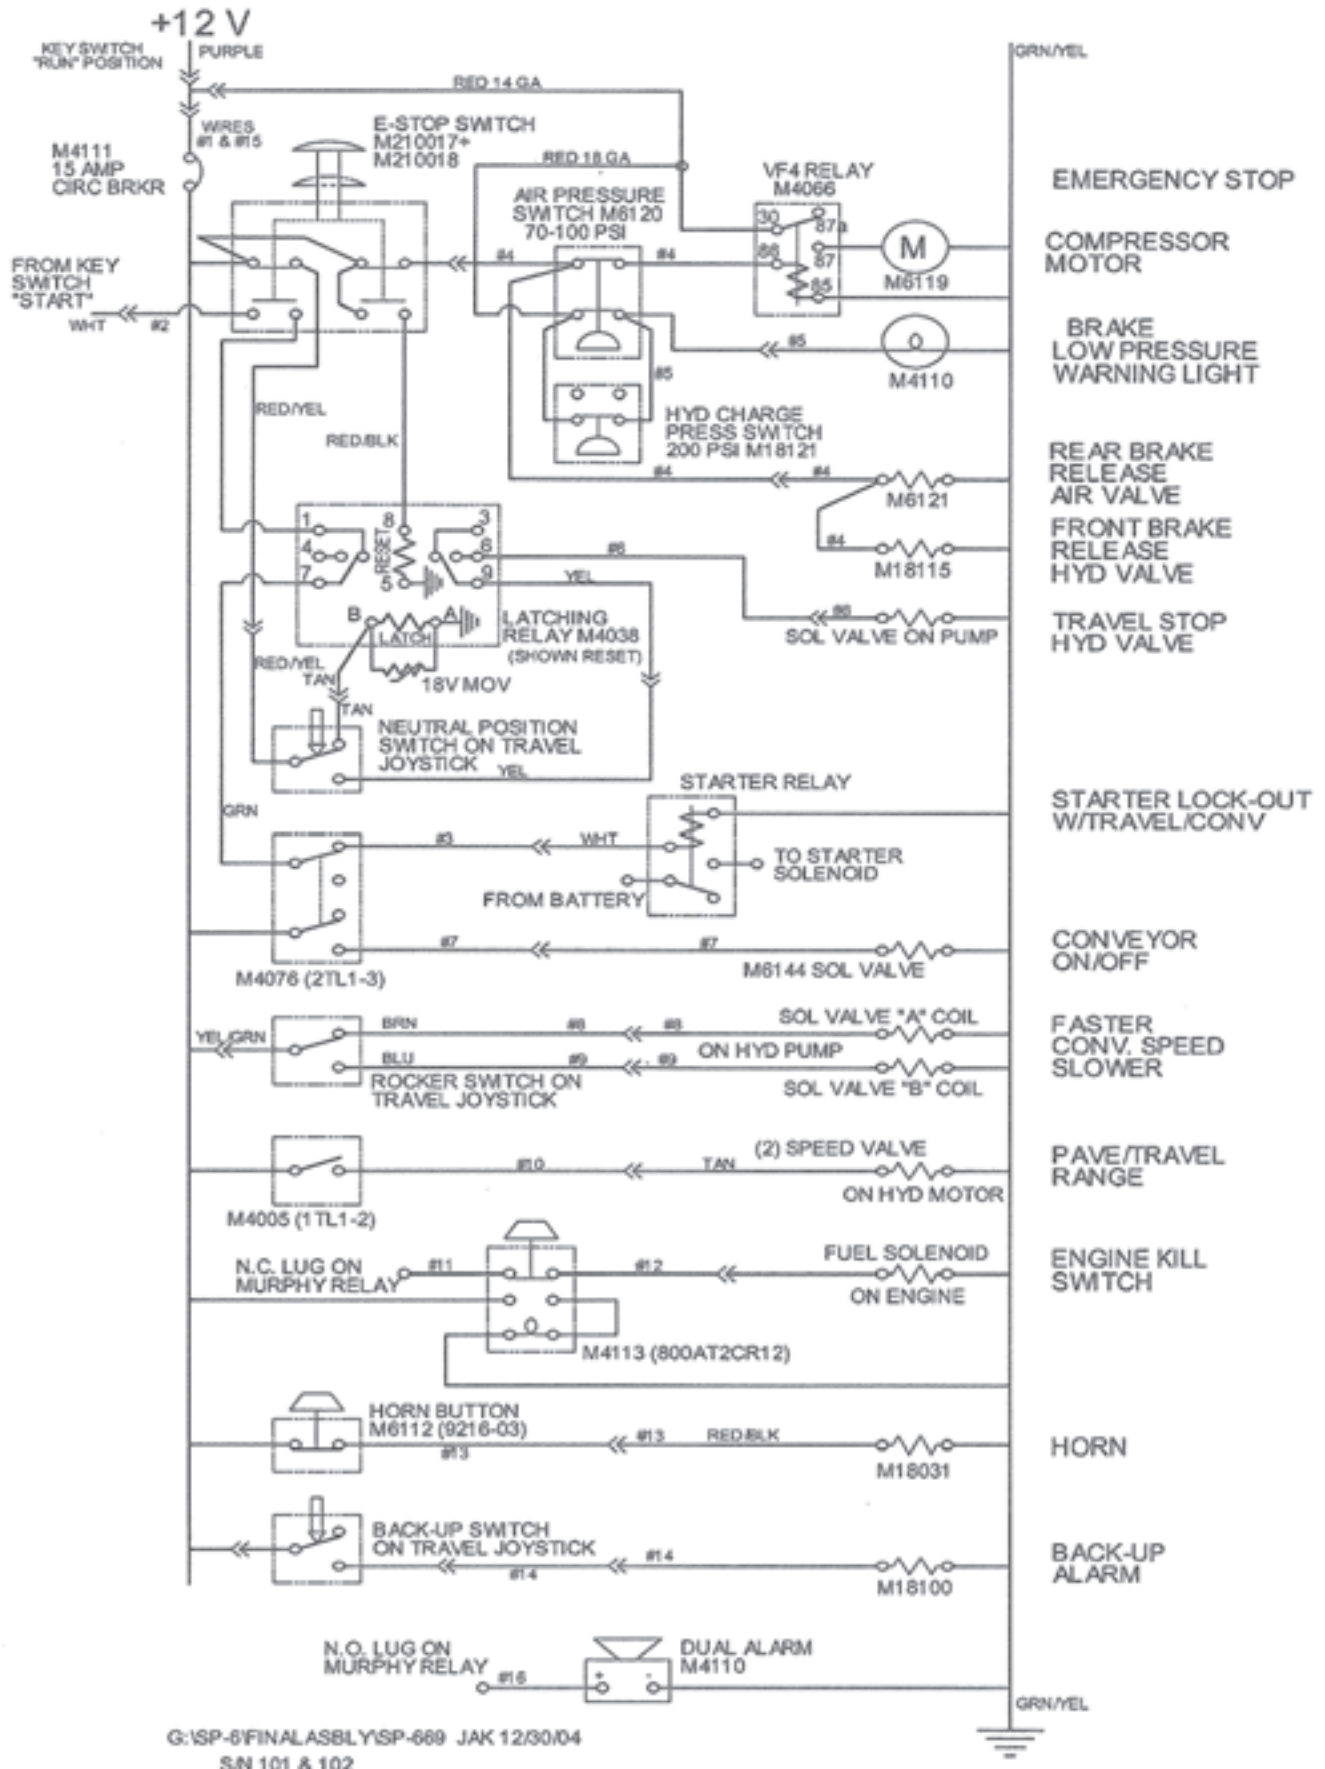 +12 V
KEY SWITCH
"RUN" POSITION
PURPLE
GRN/YEL
RED 14 GA
WIRES
#1 & #15
M4111
15 AMP
CIRC BRKR
E-STOP SWITCH
M210017+
M210018
RED 18 GA
AIR PRESSURE
SWITCH M6120
70-100 PSI
VF4 RELAY
M4066
30
87a
86
87
85
M
M6119
EMERGENCY STOP
COMPRESSOR
MOTOR
FROM KEY
SWITCH
"START"
WHT
#2
#4
#4
#5
0
M4110
BRAKE
LOW PRESSURE
WARNING LIGHT
#5
RED/YEL
RED/BLK
HYD CHARGE
PRESS SWITCH
200 PSI M18121
#4
#4
M6121
REAR BRAKE
RELEASE
AIR VALVE
#4
M18115
FRONT BRAKE
RELEASE
HYD VALVE
1
8
3
4
RESET
6
7
5
9
#6
YEL
B
A
LATCH
LATCHING
RELAY M4038
(SHOWN RESET)
#6
SOL VALVE ON PUMP
TRAVEL STOP
HYD VALVE
RED/YEL
TAN
18V MOV
TAN
NEUTRAL POSITION
SWITCH ON TRAVEL
JOYSTICK
YEL
GRN
STARTER RELAY
STARTER LOCK-OUT
W/TRAVEL/CONV
#3
WHT
TO STARTER
SOLENOID
FROM BATTERY
#7
#7
M4076 (2TL1-3)
M6144 SOL VALVE
CONVEYOR
ON/OFF
YEL/GRN
BRN
#8
#8
SOL VALVE "A" COIL
BLU
#9
#9
ON HYD PUMP
ROCKER SWITCH ON
TRAVEL JOYSTICK
SOL VALVE "B" COIL
FASTER
CONV. SPEED
SLOWER
#10
TAN
(2) SPEED VALVE
ON HYD MOTOR
M4005 (1TL1-2)
PAVE/TRAVEL
RANGE
N.C. LUG ON
MURPHY RELAY
#11
#12
FUEL SOLENOID
ON ENGINE
ENGINE KILL
SWITCH
0
M4113 (800AT2CR12)
HORN BUTTON
M6112 (9216-03)
#13
#13
RED/BLK
M18031
HORN
BACK-UP SWITCH
ON TRAVEL JOYSTICK
#14
#14
M18100
BACK-UP
ALARM
N.O. LUG ON
MURPHY RELAY
#16
+
-
DUAL ALARM
M4110
GRN/YEL
G:\SP-6\FINALASBLY\SP-669 JAK 12/30/04
S/N 101 & 102